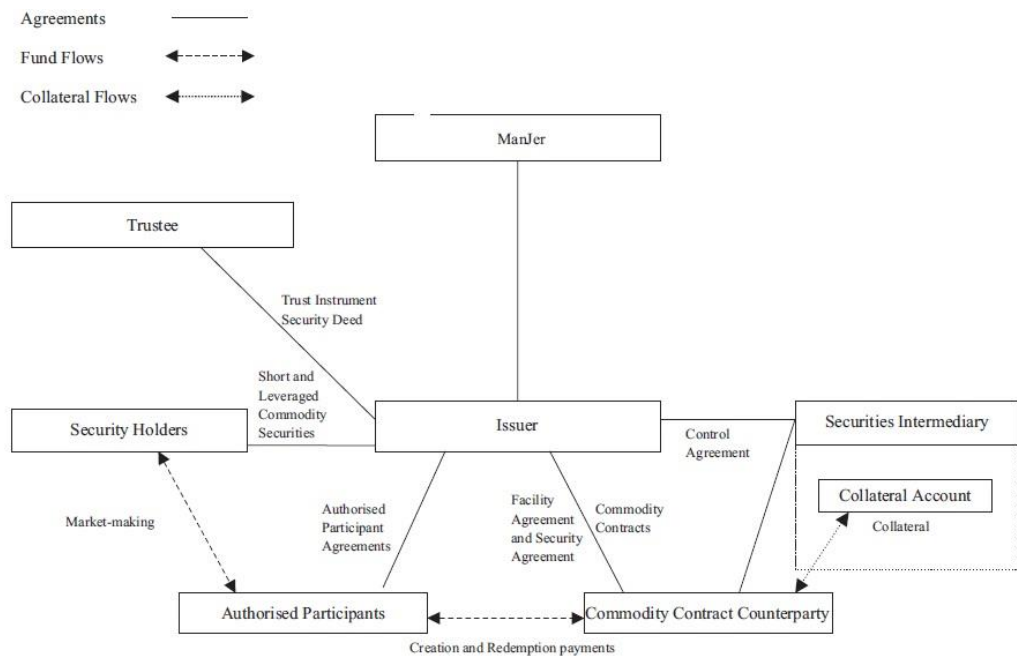 Agreements
Fund Flows
Collateral Flows
ManJer
Trustee
Trust Instrument
Security Deed
Short and
Leveraged
Commodity
Securities
Security Holders
Issuer
Control
Agreement
Securities Intermediary
Collateral Account
Collateral
Market-making
Authorised
Participant
Agreements
Facility
Agreement
and Security
Agreement
Commodity
Contracts
Authorised Participants
Commodity Contract Counterparty
Creation and Redemption payments